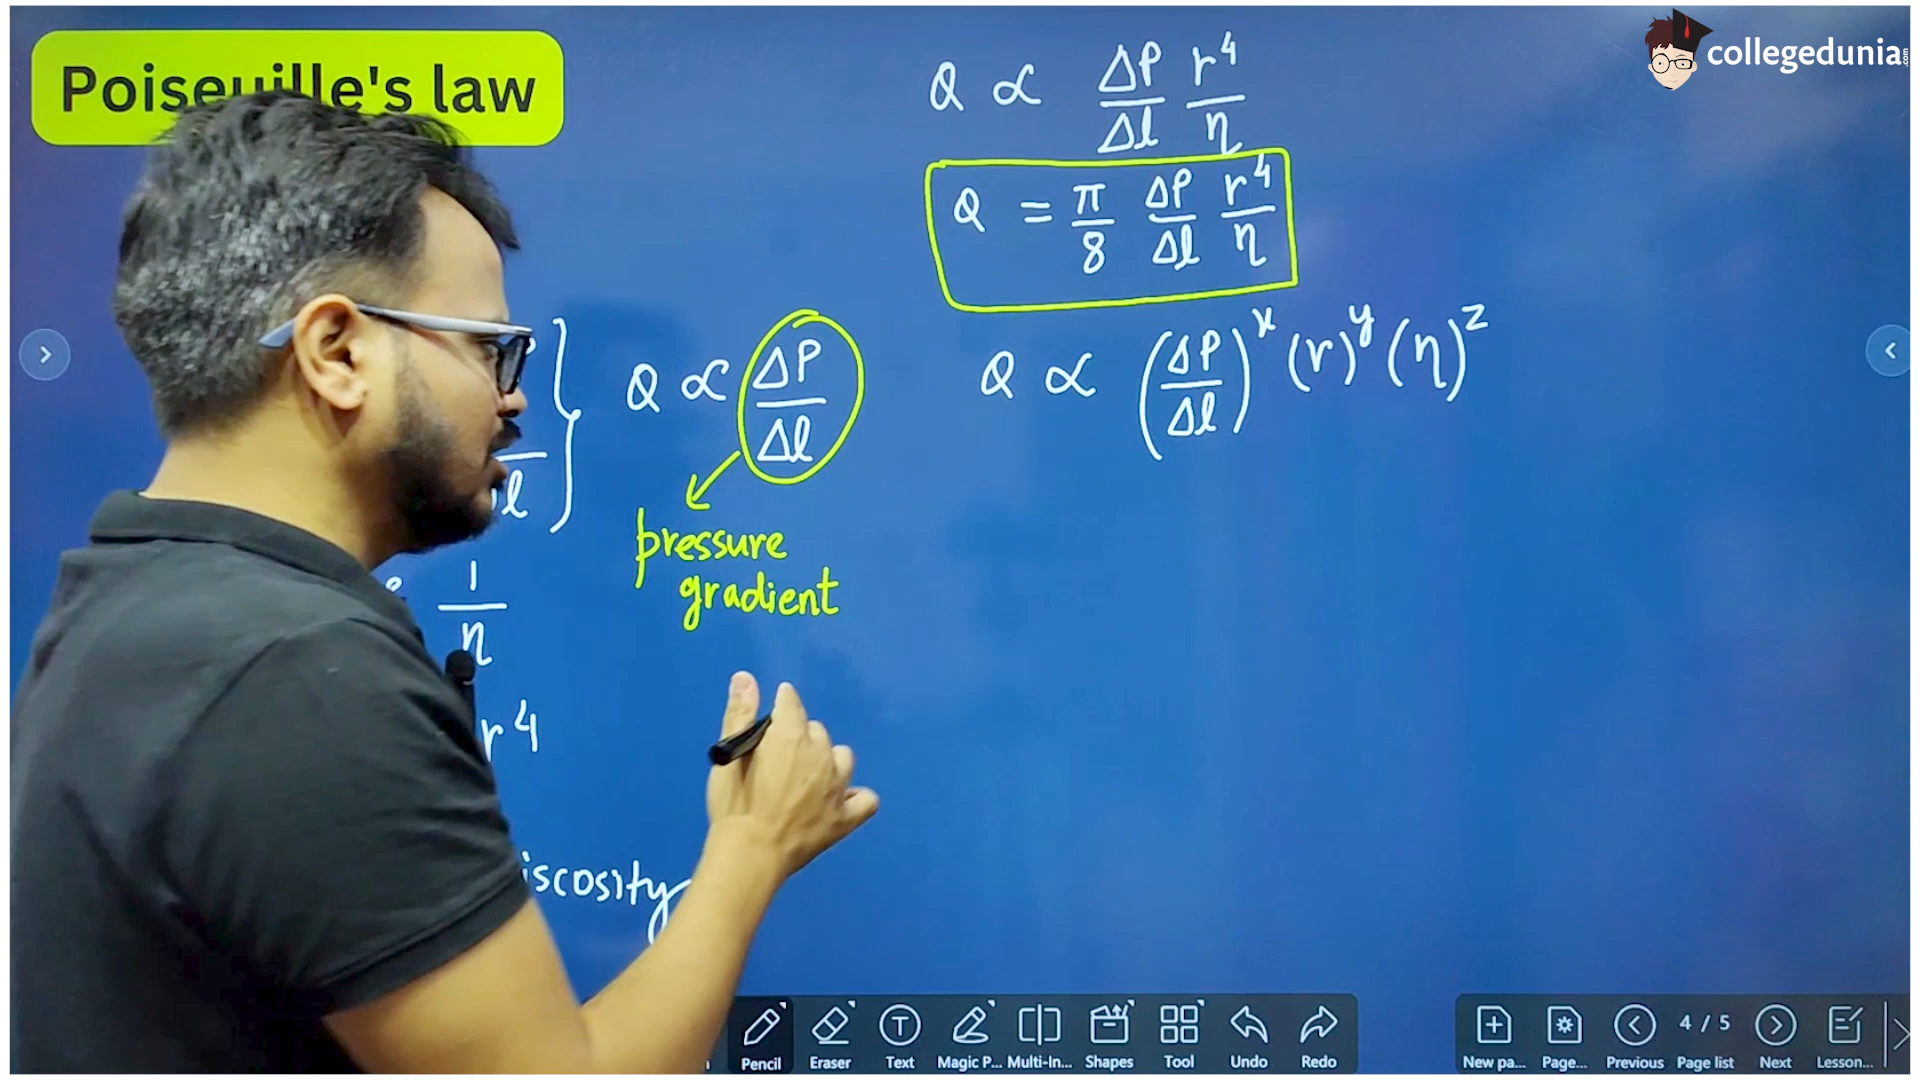 Poiseuille's law
collegedunia
.com
Q ∝ ΔP/Δl r⁴/η
Q = π/8 ΔP/Δl r⁴/η
Q ∝ ΔP/Δl
Q ∝ (ΔP/Δl)ˣ (r)ʸ (η)ᶻ
l
pressure
gradient
1/η
r⁴
iscosity
Pencil
Eraser
Text
Magic P...
Multi-In...
Shapes
Tool
Undo
Redo
New pa...
Page...
Previous
4 / 5
Page list
Next
Lesson...